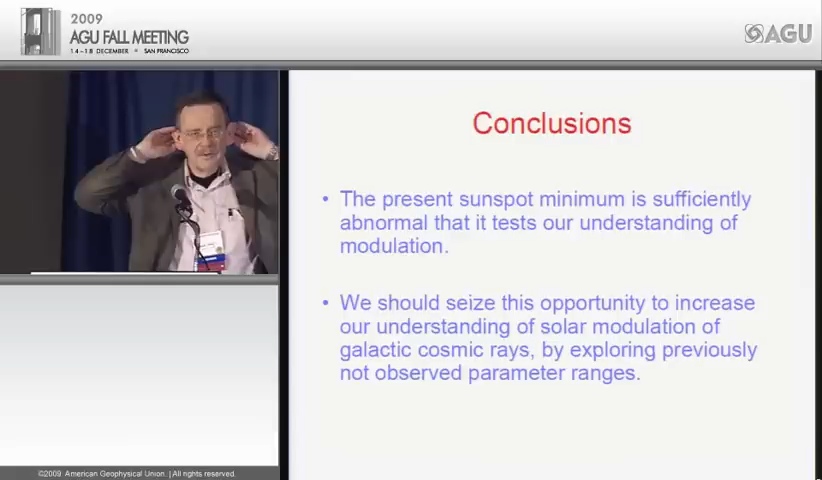 2009
AGU FALL MEETING
14-18 DECEMBER • SAN FRANCISCO
AGU
Conclusions
• The present sunspot minimum is sufficiently
abnormal that it tests our understanding of
modulation.
• We should seize this opportunity to increase
our understanding of solar modulation of
galactic cosmic rays, by exploring previously
not observed parameter ranges.
©2009 American Geophysical Union. | All rights reserved.